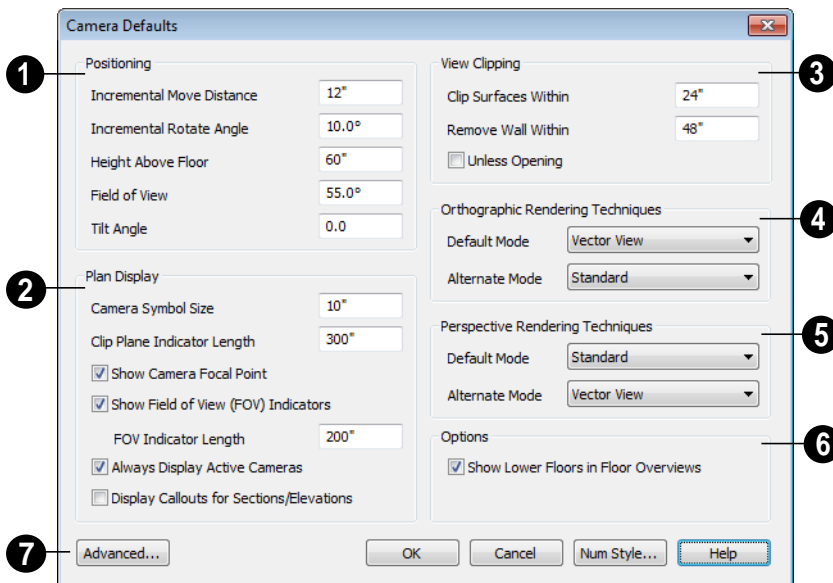 Camera Defaults
1
Positioning
Incremental Move Distance 12"
Incremental Rotate Angle 10.0°
Height Above Floor 60"
Field of View 55.0°
Tilt Angle 0.0
2
Plan Display
Camera Symbol Size 10"
Clip Plane Indicator Length 300"
Show Camera Focal Point
Show Field of View (FOV) Indicators
FOV Indicator Length 200"
Always Display Active Cameras
Display Callouts for Sections/Elevations
View Clipping
3
Clip Surfaces Within 24"
Remove Wall Within 48"
Unless Opening
Orthographic Rendering Techniques
4
Default Mode Vector View
Alternate Mode Standard
Perspective Rendering Techniques
5
Default Mode Standard
Alternate Mode Vector View
Options
6
Show Lower Floors in Floor Overviews
7
Advanced... OK Cancel Num Style... Help